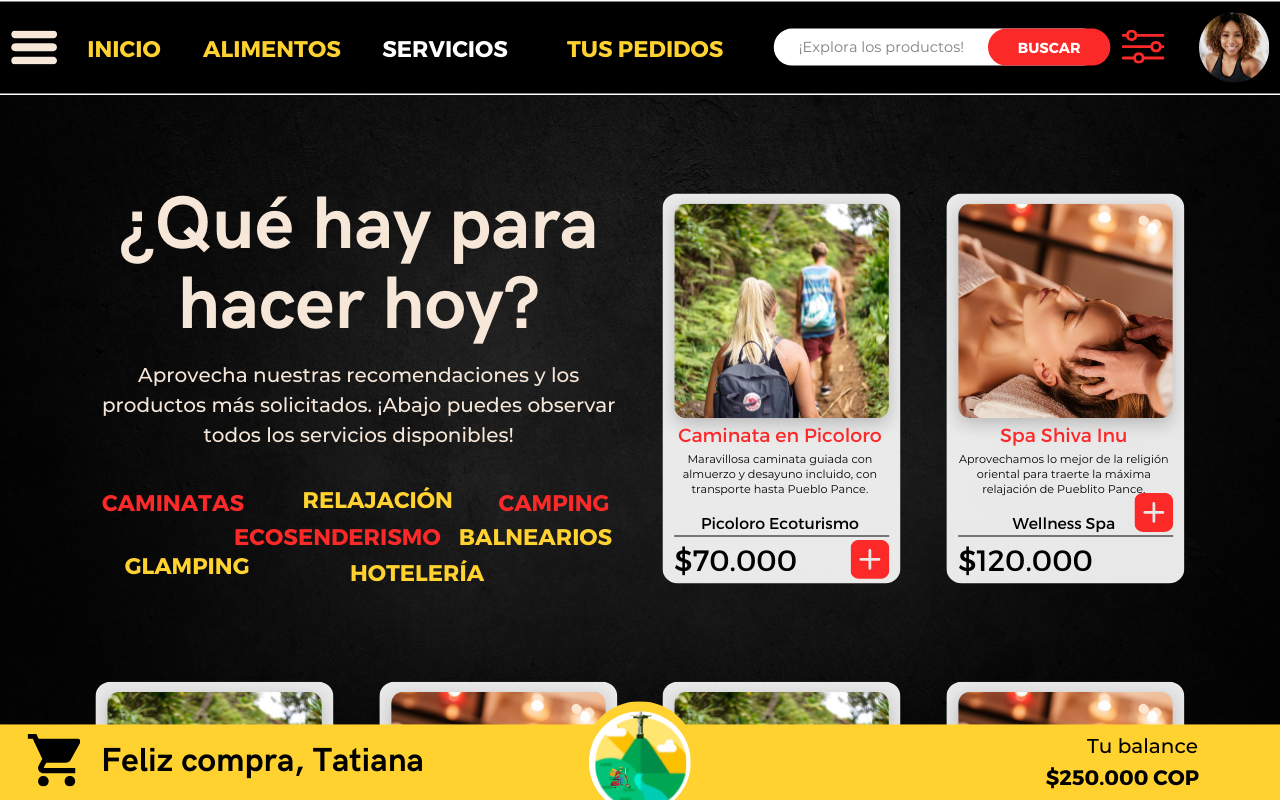 INICIO ALIMENTOS SERVICIOS TUS PEDIDOS ¡Explora los productos! BUSCAR
¿Qué hay para
hacer hoy?
Aprovecha nuestras recomendaciones y los
productos más solicitados. ¡Abajo puedes observar
todos los servicios disponibles!
CAMINATAS RELAJACIÓN CAMPING
ECOSENDERISMO BALNEARIOS
GLAMPING HOTELERÍA
Caminata en Picoloro
Maravillosa caminata guiada con
almuerzo y desayuno incluido, con
transporte hasta Pueblo Pance.
Picoloro Ecoturismo
$70.000
Spa Shiva Inu
Aprovechamos lo mejor de la religión
oriental para traerte la máxima
relajación de Pueblito Pance.
Wellness Spa
$120.000
Feliz compra, Tatiana
Tu balance
$250.000 COP